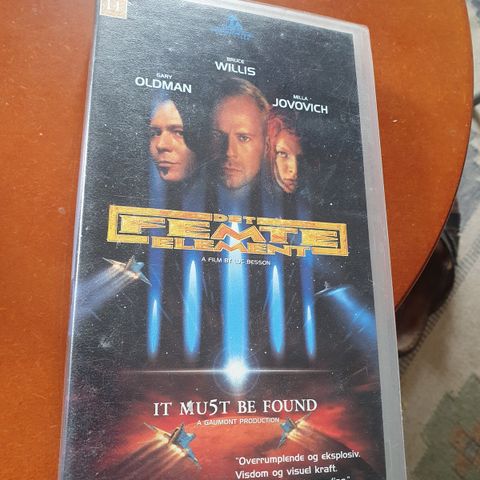 14
BRUCE
WILLIS
GARY
OLDMAN
MILLA
JOVOVICH
DET
FEMTE
ELEMENT
A FILM BY LUC BESSON
IT MU5T BE FOUND
A GAUMONT PRODUCTION
"Overrumplende og eksplosiv.
Visdom og visuel kraft.